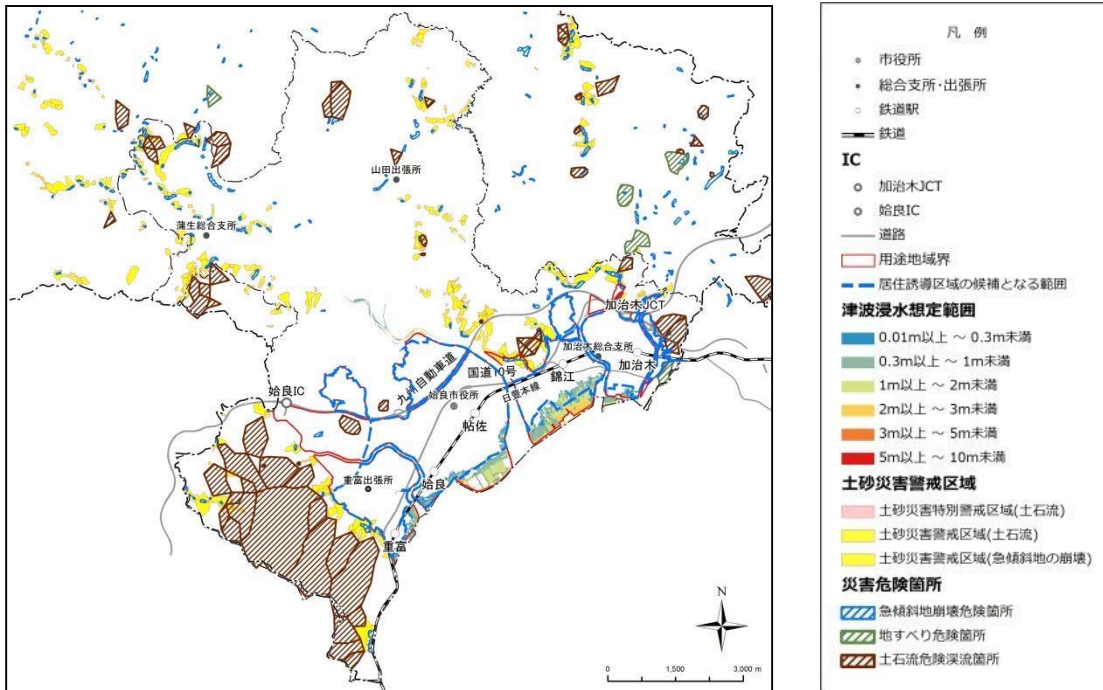 山田出張所
蒲生総合支所
加治木JCT
加治木総合支所
加治木
錦江
国道10号
日豊本線
九州自動車道
姶良市役所
帖佐
姶良IC
重富出張所
姶良
重富
N
0 1,500 3,000 m
凡 例
市役所
総合支所・出張所
鉄道駅
鉄道
IC
加治木JCT
姶良IC
道路
用途地域界
居住誘導区域の候補となる範囲
津波浸水想定範囲
0.01m以上 ～ 0.3m未満
0.3m以上 ～ 1m未満
1m以上 ～ 2m未満
2m以上 ～ 3m未満
3m以上 ～ 5m未満
5m以上 ～ 10m未満
土砂災害警戒区域
土砂災害特別警戒区域(土石流)
土砂災害警戒区域(土石流)
土砂災害警戒区域(急傾斜地の崩壊)
災害危険箇所
急傾斜地崩壊危険箇所
地すべり危険箇所
土石流危険渓流箇所